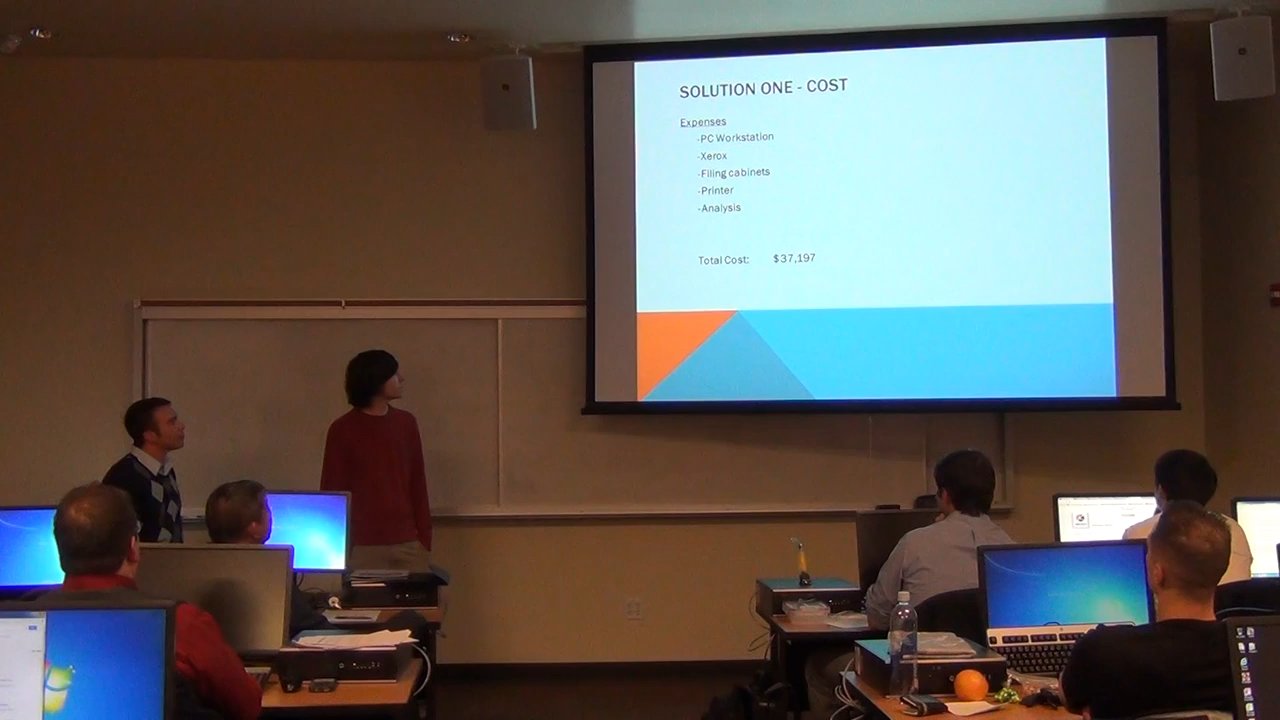 SOLUTION ONE - COST
Expenses
-PC Workstation
-Xerox
-Filing cabinets
-Printer
-Analysis
Total Cost: $37,197